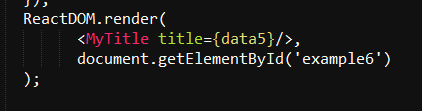 });
ReactDOM.render(
<MyTitle title={data5}/>,
document.getElementById('example6')
);